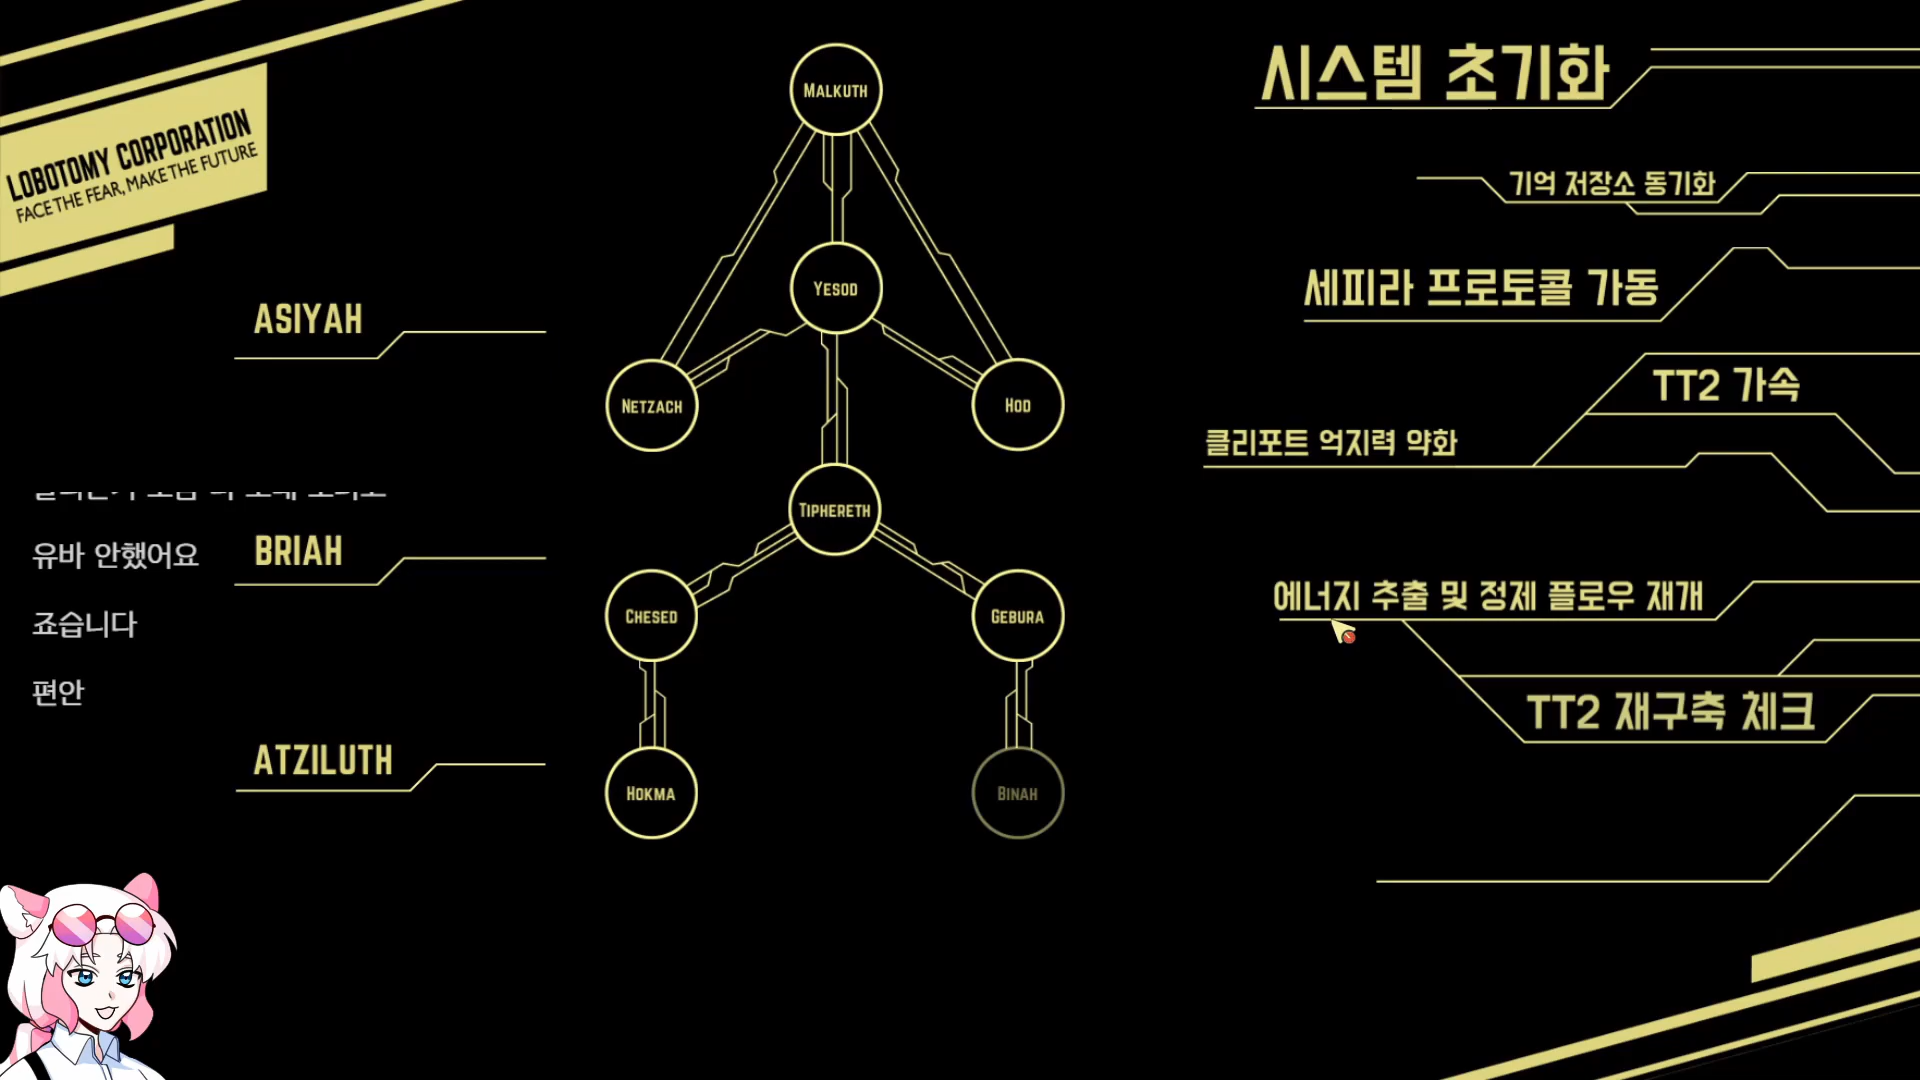 LOBOTOMY CORPORATION
FACE THE FEAR, MAKE THE FUTURE
ASIYAH
BRIAH
ATZILUTH
유바 안했어요
죠습니다
편안
MALKUTH
YESOD
NETZACH
HOD
TIPHERETH
CHESED
GEBURA
HOKMA
BINAH
시스템 초기화
기억 저장소 동기화
세피라 프로토콜 가동
TT2 가속
클리포트 억지력 약화
에너지 추출 및 정제 플로우 재개
TT2 재구축 체크